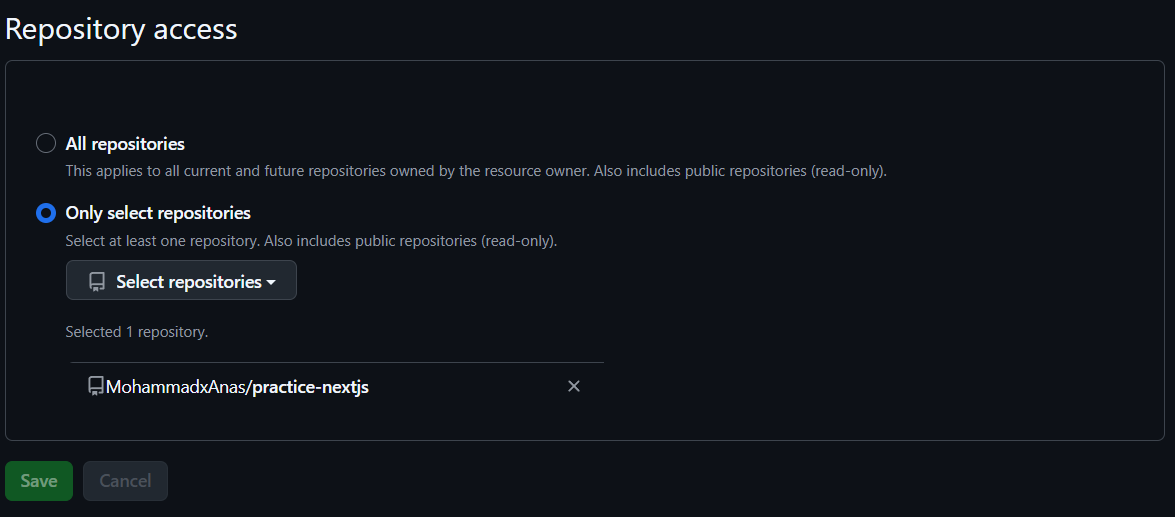 Repository access
All repositories
This applies to all current and future repositories owned by the resource owner. Also includes public repositories (read-only).
Only select repositories
Select at least one repository. Also includes public repositories (read-only).
Select repositories
Selected 1 repository.
MohammadxAnas/practice-nextjs
Save Cancel